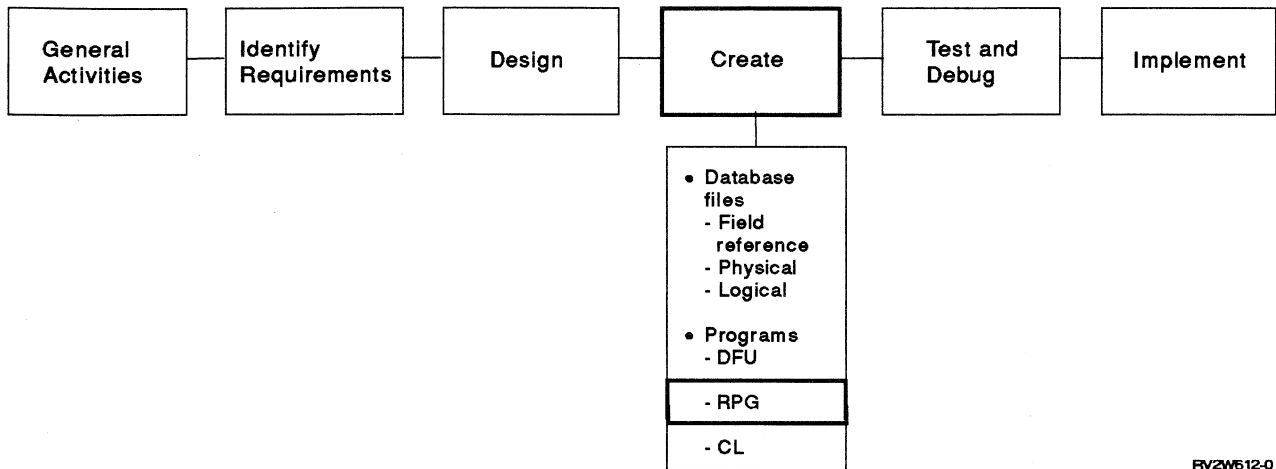 General
Activities
Identify
Requirements
Design
Create
Test and
Debug
Implement
• Database
files
- Field
reference
- Physical
- Logical
• Programs
- DFU
- RPG
- CL
RV2W612-0